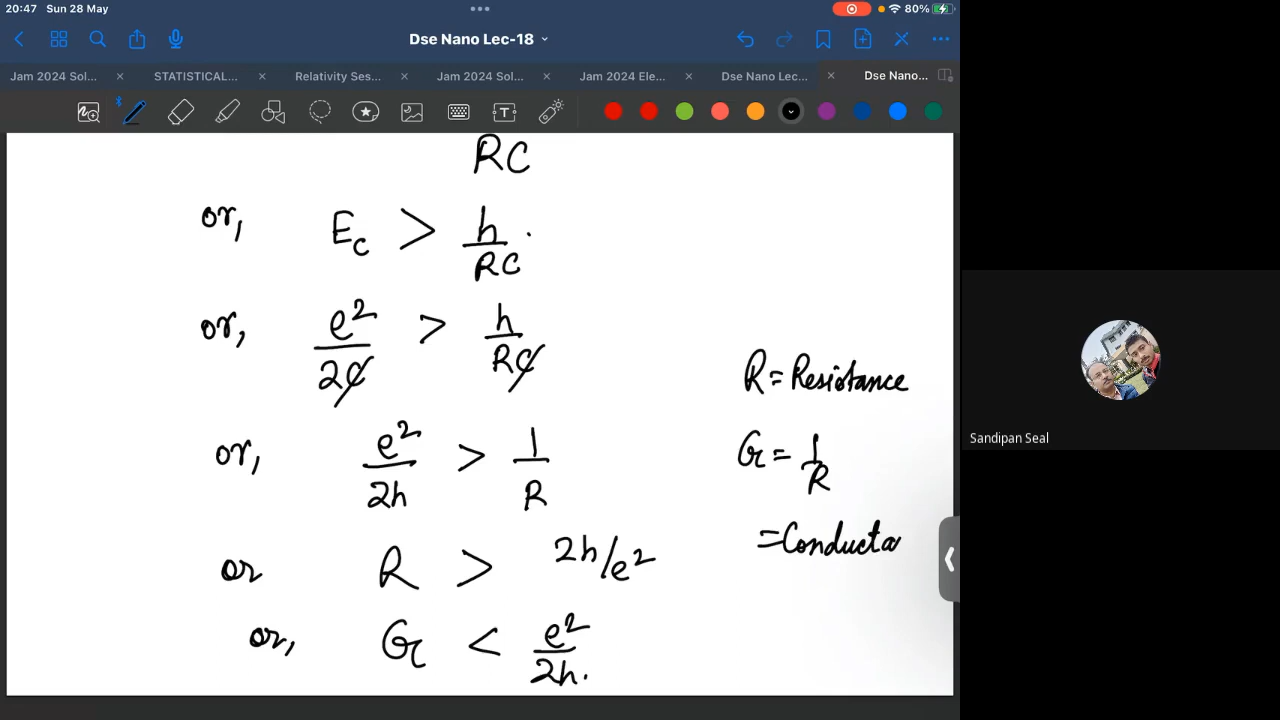 20:47 Sun 28 May
80%
Dse Nano Lec-18
Jam 2024 Sol... STATISTICAL... Relativity Ses... Jam 2024 Sol... Jam 2024 Ele... Dse Nano Lec... Dse Nano...
RC
or, E_c > h/RC .
or, e²/2C > h/RC
or, e²/2h > 1/R
or R > 2h/e²
or, G < e²/2h.
R = Resistance
G = 1/R
= Conducta
Sandipan Seal